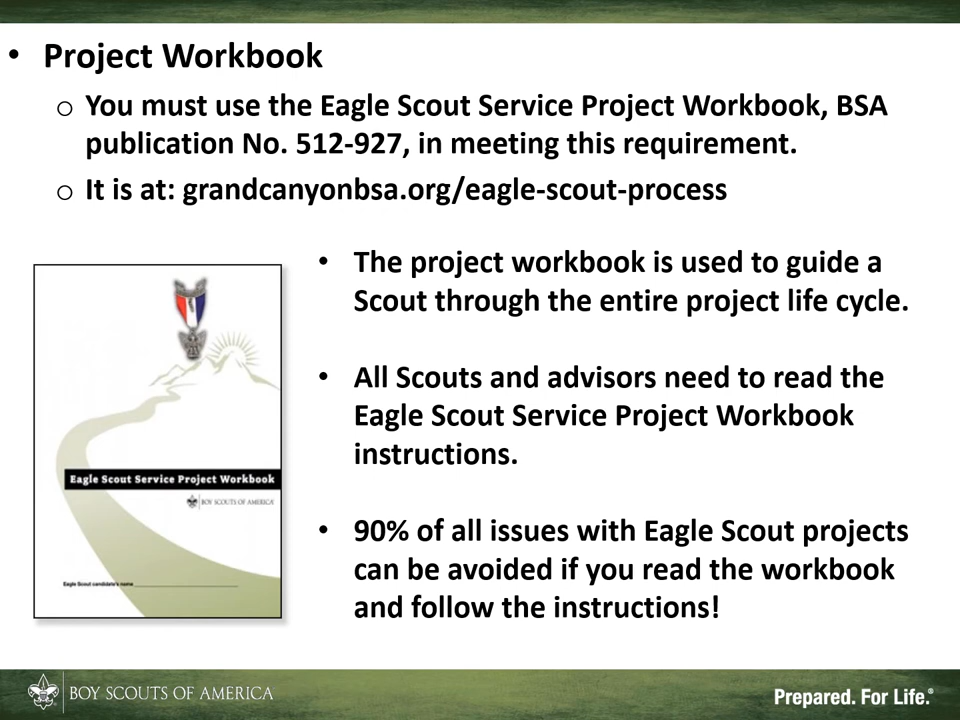 • Project Workbook
o You must use the Eagle Scout Service Project Workbook, BSA
publication No. 512-927, in meeting this requirement.
o It is at: grandcanyonbsa.org/eagle-scout-process
• The project workbook is used to guide a
Scout through the entire project life cycle.
• All Scouts and advisors need to read the
Eagle Scout Service Project Workbook
instructions.
• 90% of all issues with Eagle Scout projects
can be avoided if you read the workbook
and follow the instructions!
Eagle Scout Service Project Workbook
BOY SCOUTS OF AMERICA
Eagle Scout candidate's name
BOY SCOUTS OF AMERICA
Prepared. For Life.®